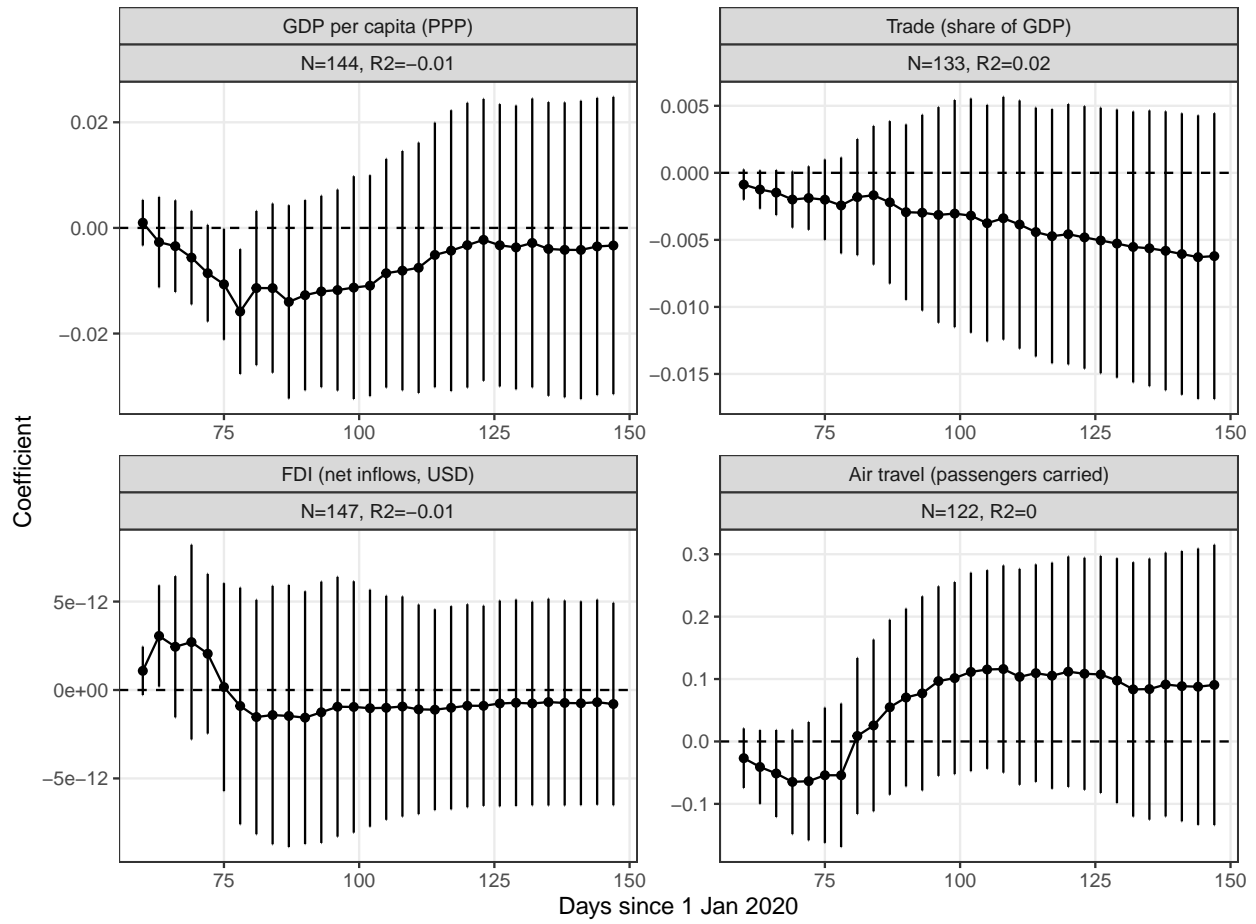 GDP per capita (PPP)
N=144, R2=−0.01
0.02
0.00
−0.02
75
100
125
150
Trade (share of GDP)
N=133, R2=0.02
0.005
0.000
−0.005
−0.010
−0.015
75
100
125
150
FDI (net inflows, USD)
N=147, R2=−0.01
5e−12
0e+00
−5e−12
75
100
125
150
Air travel (passengers carried)
N=122, R2=0
0.3
0.2
0.1
0.0
−0.1
75
100
125
150
Coefficient
Days since 1 Jan 2020